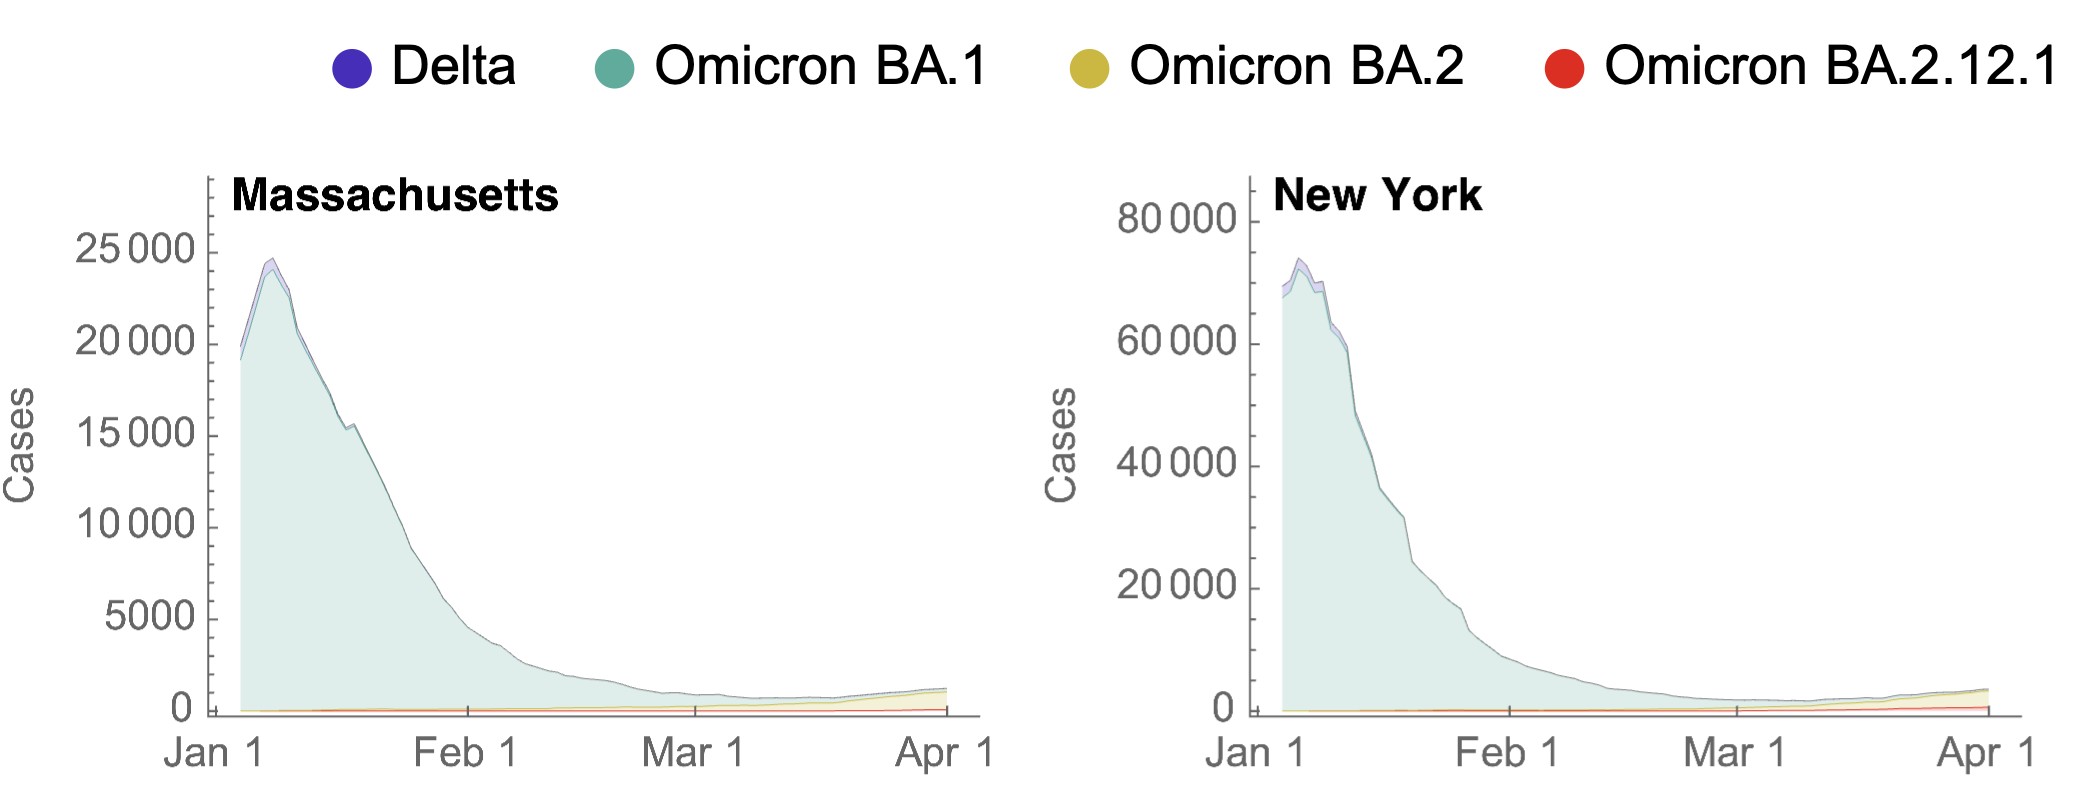 Delta Omicron BA.1 Omicron BA.2 Omicron BA.2.12.1
Massachusetts
Cases
25 000
20 000
15 000
10 000
5000
0
Jan 1 Feb 1 Mar 1 Apr 1
New York
Cases
80 000
60 000
40 000
20 000
0
Jan 1 Feb 1 Mar 1 Apr 1